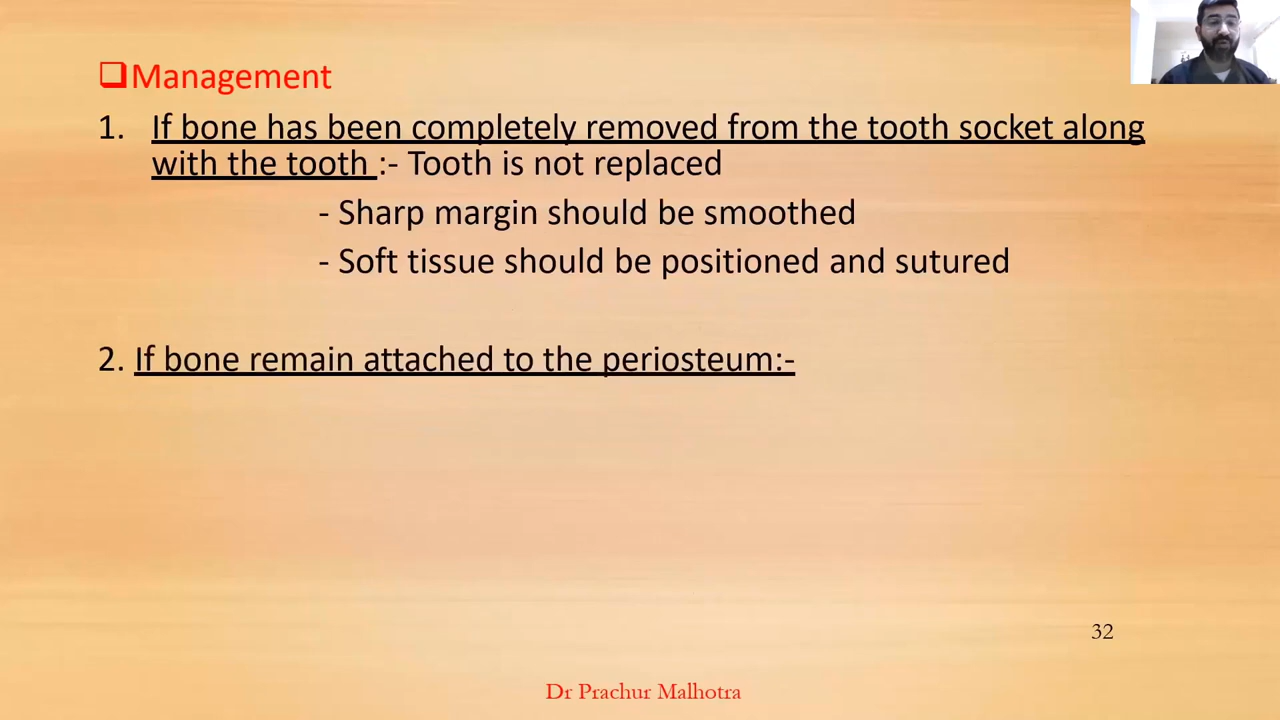 ❑Management
1. If bone has been completely removed from the tooth socket along
with the tooth :- Tooth is not replaced
- Sharp margin should be smoothed
- Soft tissue should be positioned and sutured
2. If bone remain attached to the periosteum:-
32
Dr Prachur Malhotra